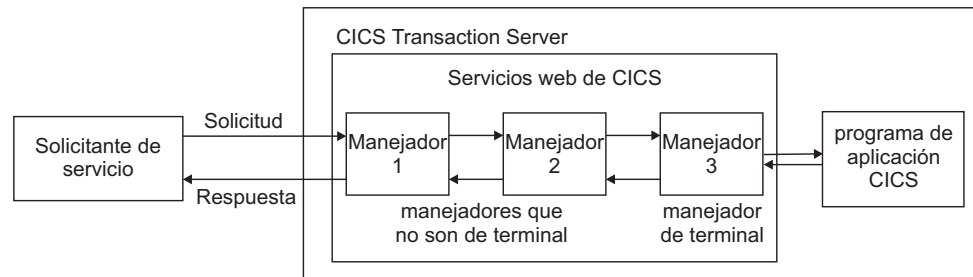 CICS Transaction Server
Servicios web de CICS
Solicitante de
servicio
Solicitud
Respuesta
Manejador
1
Manejador
2
Manejador
3
manejadores que
no son de terminal
manejador
de terminal
programa de
aplicación
CICS